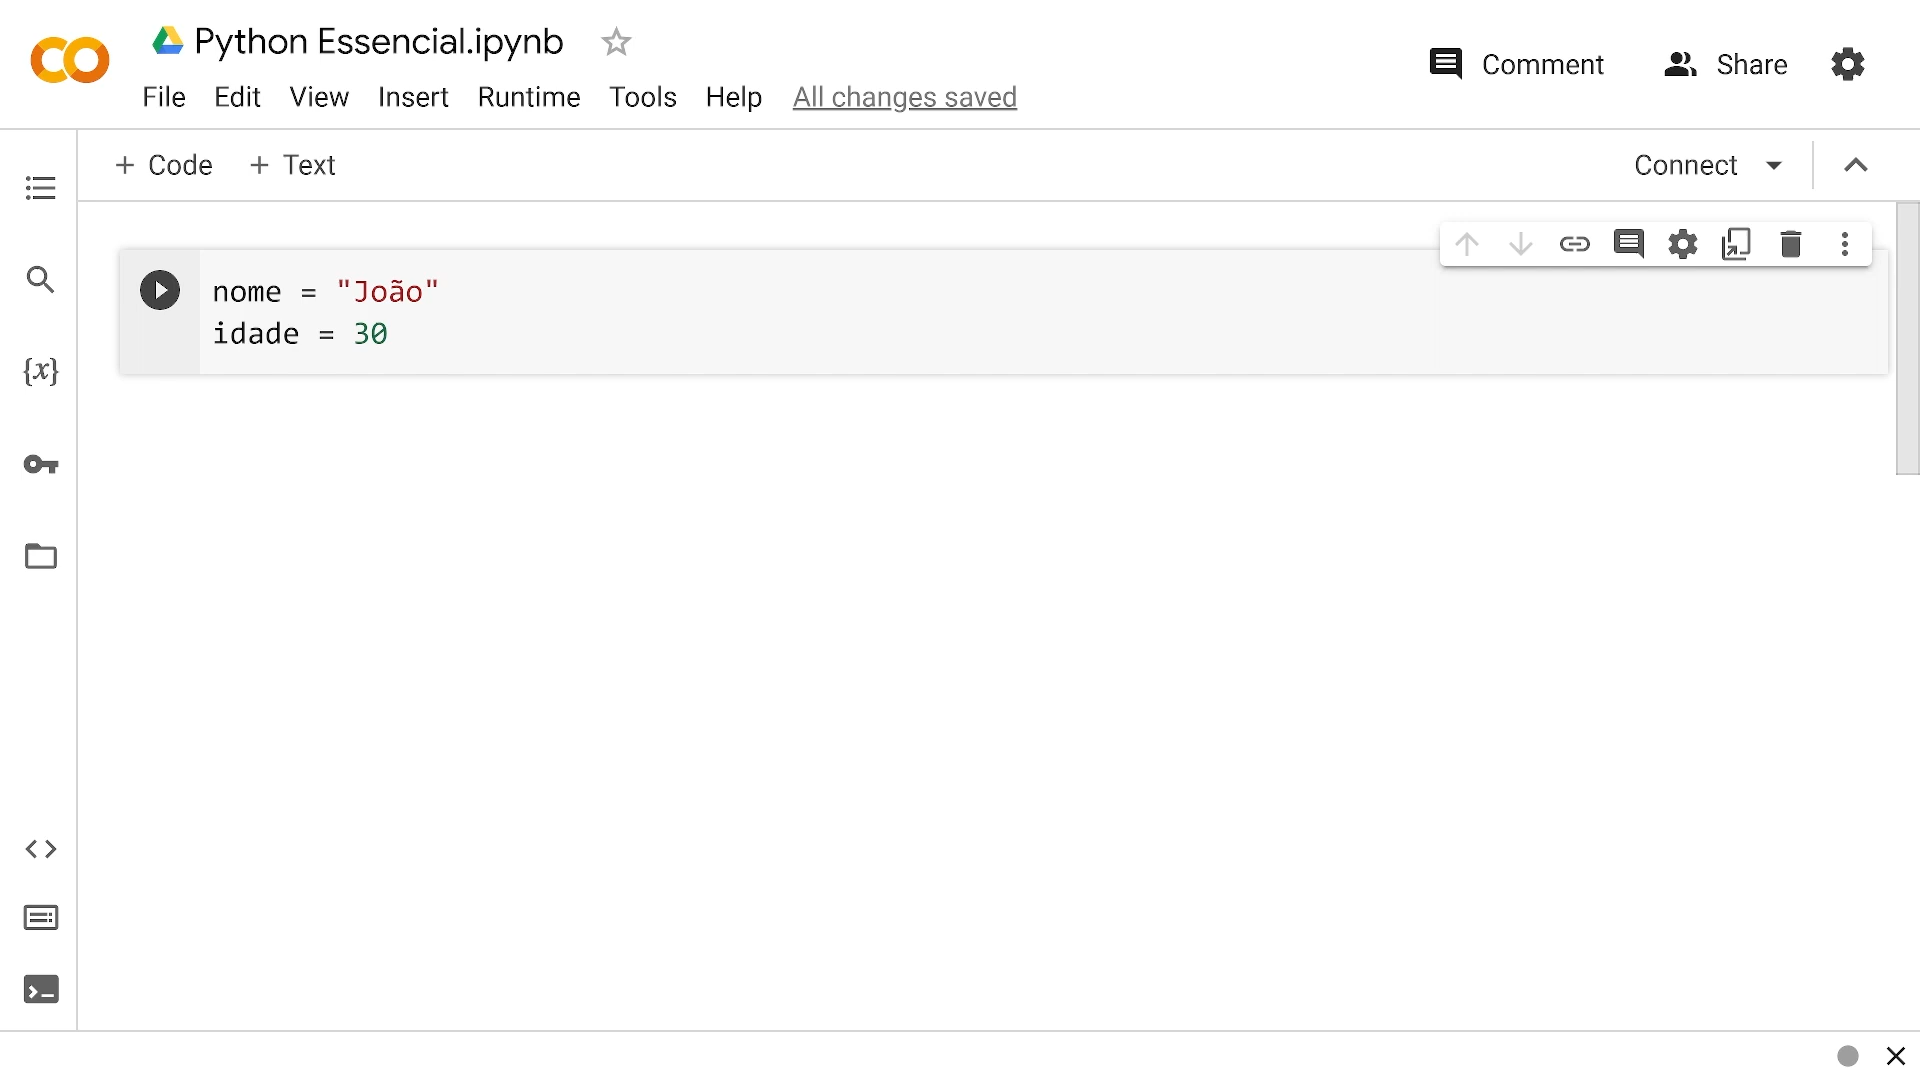 Python Essencial.ipynb
File Edit View Insert Runtime Tools Help All changes saved
Comment Share
+ Code + Text
Connect
nome = "João"
idade = 30
{x}